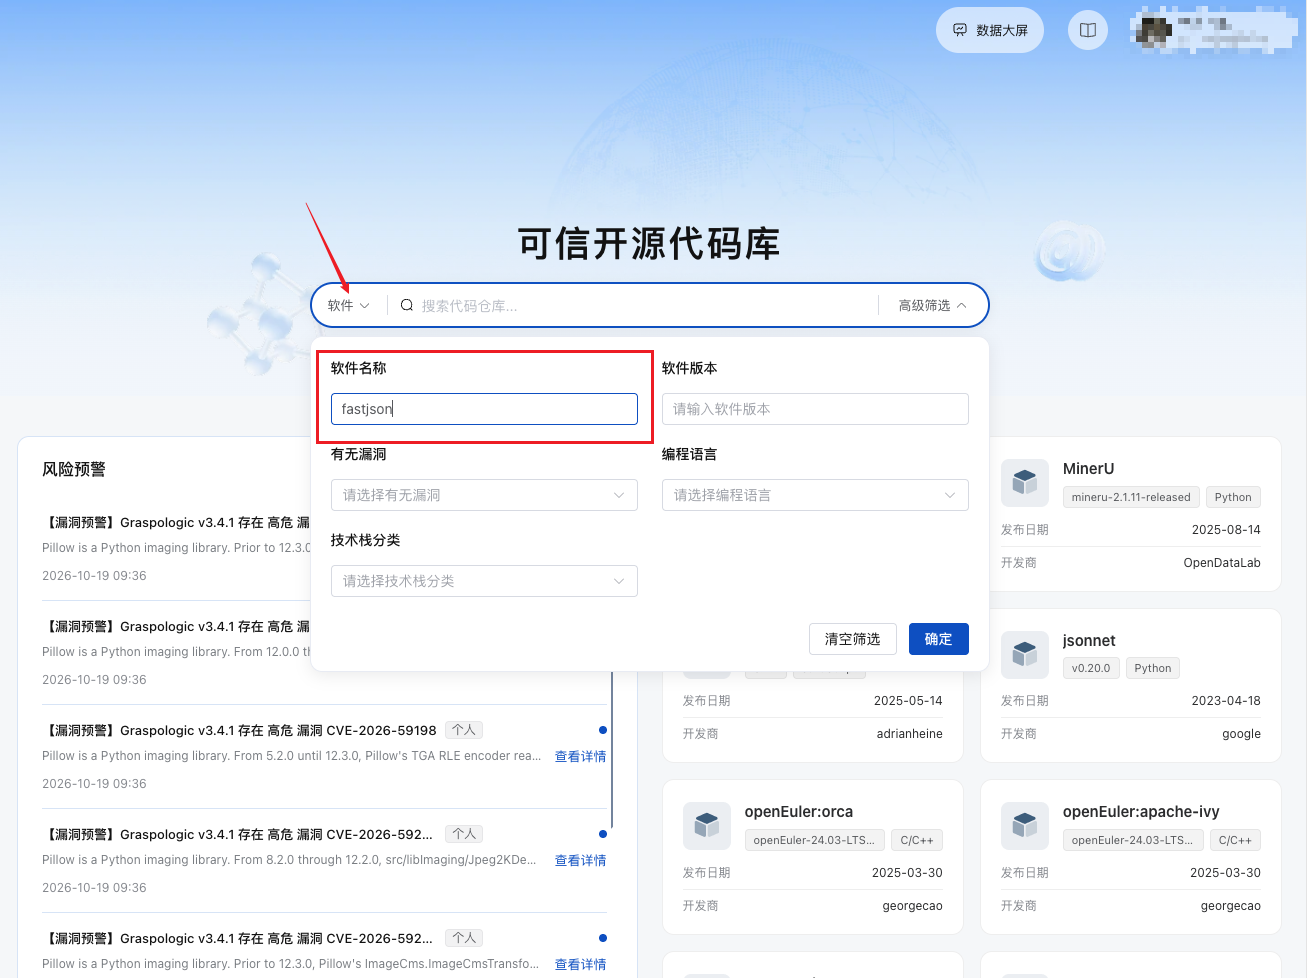 数据大屏
可信开源代码库
软件 搜索代码仓库... 高级筛选
软件名称 软件版本
fastjson 请输入软件版本
有无漏洞 编程语言
请选择有无漏洞 请选择编程语言
技术栈分类
请选择技术栈分类
清空筛选 确定
风险预警
【漏洞预警】Graspologic v3.4.1 存在 高危 漏
Pillow is a Python imaging library. Prior to 12.3.0
2026-10-19 09:36
【漏洞预警】Graspologic v3.4.1 存在 高危 漏
Pillow is a Python imaging library. From 12.0.0 th
2026-10-19 09:36
【漏洞预警】Graspologic v3.4.1 存在 高危 漏洞 CVE-2026-59198 个人
Pillow is a Python imaging library. From 5.2.0 until 12.3.0, Pillow's TGA RLE encoder rea... 查看详情
2026-10-19 09:36
【漏洞预警】Graspologic v3.4.1 存在 高危 漏洞 CVE-2026-592... 个人
Pillow is a Python imaging library. From 8.2.0 through 12.2.0, src/libImaging/Jpeg2KDe... 查看详情
2026-10-19 09:36
【漏洞预警】Graspologic v3.4.1 存在 高危 漏洞 CVE-2026-592... 个人
Pillow is a Python imaging library. Prior to 12.3.0, Pillow's ImageCms.ImageCmsTransfo... 查看详情
MinerU
mineru-2.1.11-released Python
发布日期 2025-08-14
开发商 OpenDataLab
发布日期 2025-05-14
开发商 adrianheine
jsonnet
v0.20.0 Python
发布日期 2023-04-18
开发商 google
openEuler:orca
openEuler-24.03-LTS... C/C++
发布日期 2025-03-30
开发商 georgecao
openEuler:apache-ivy
openEuler-24.03-LTS... C/C++
发布日期 2025-03-30
开发商 georgecao